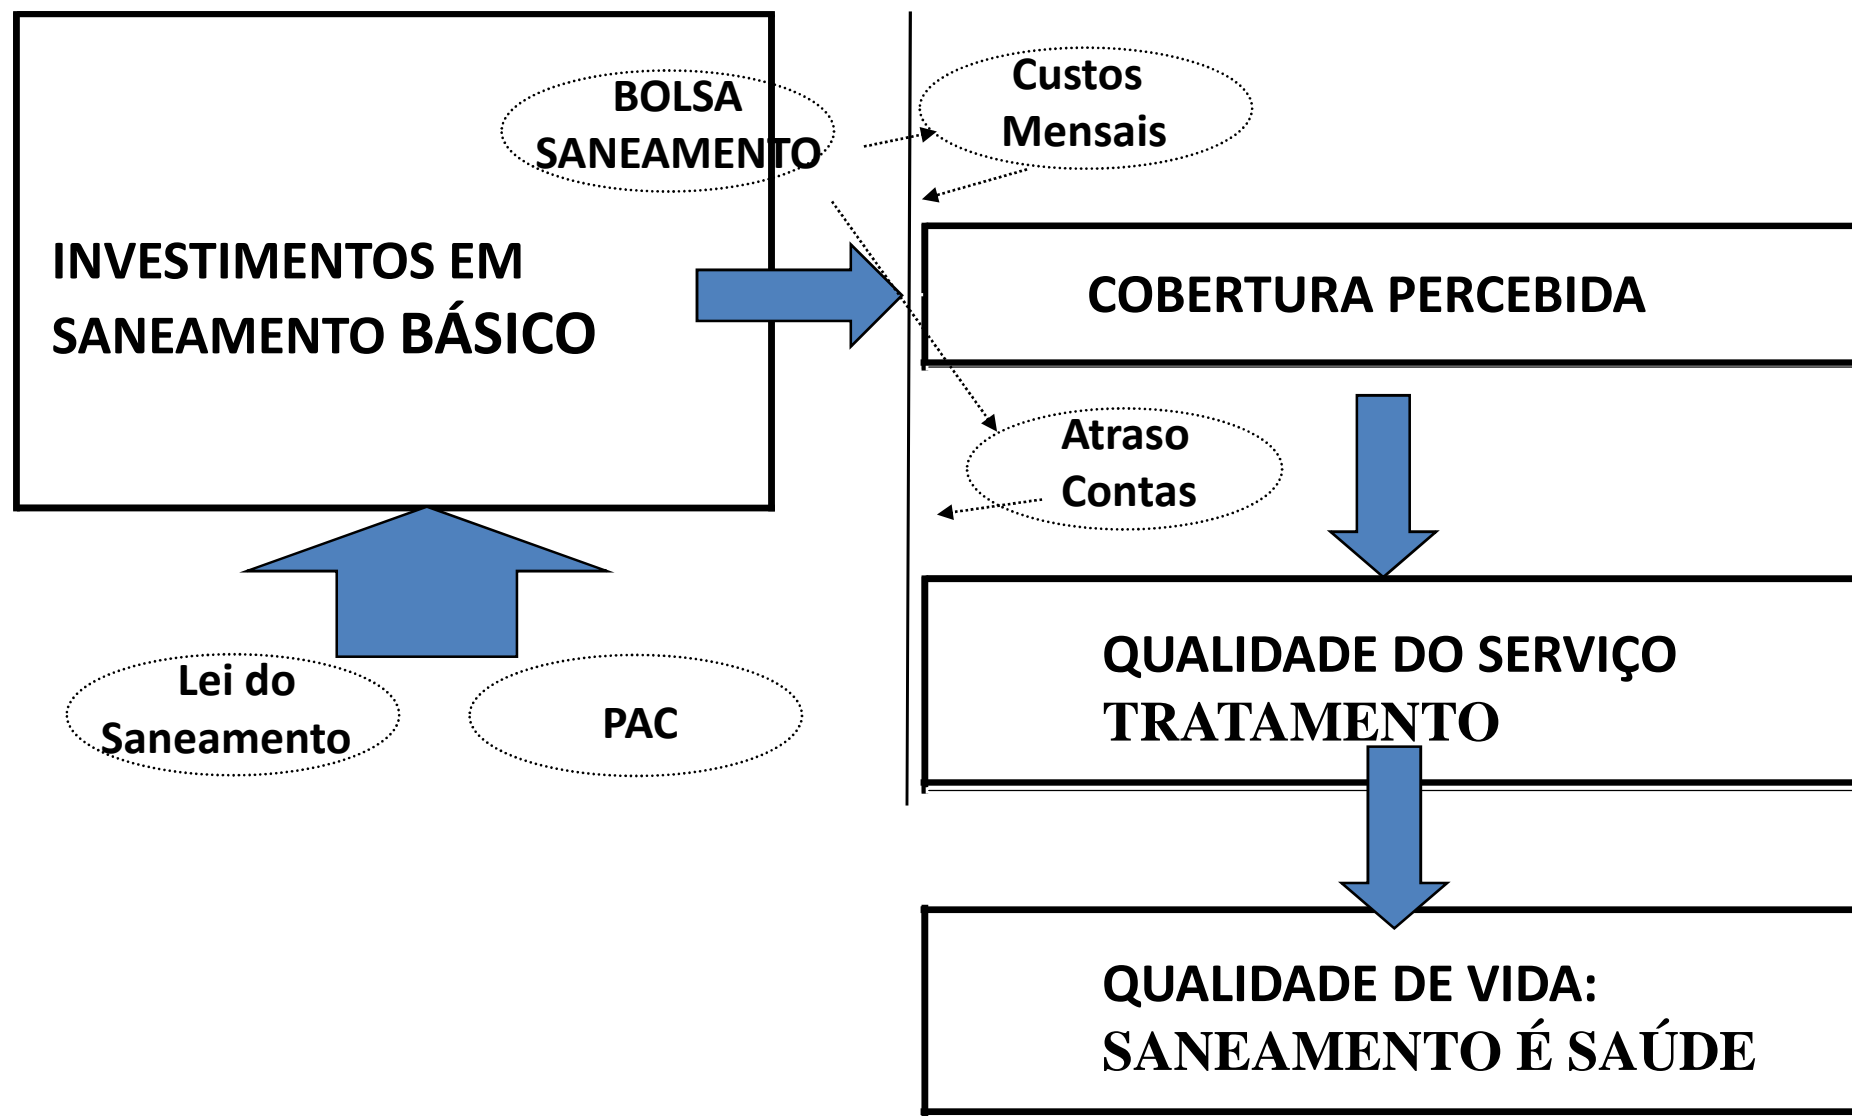 BOLSA
SANEAMENTO
INVESTIMENTOS EM
SANEAMENTO BÁSICO
Lei do
Saneamento
PAC
Custos
Mensais
COBERTURA PERCEBIDA
Atraso
Contas
QUALIDADE DO SERVIÇO
TRATAMENTO
QUALIDADE DE VIDA:
SANEAMENTO É SAÚDE